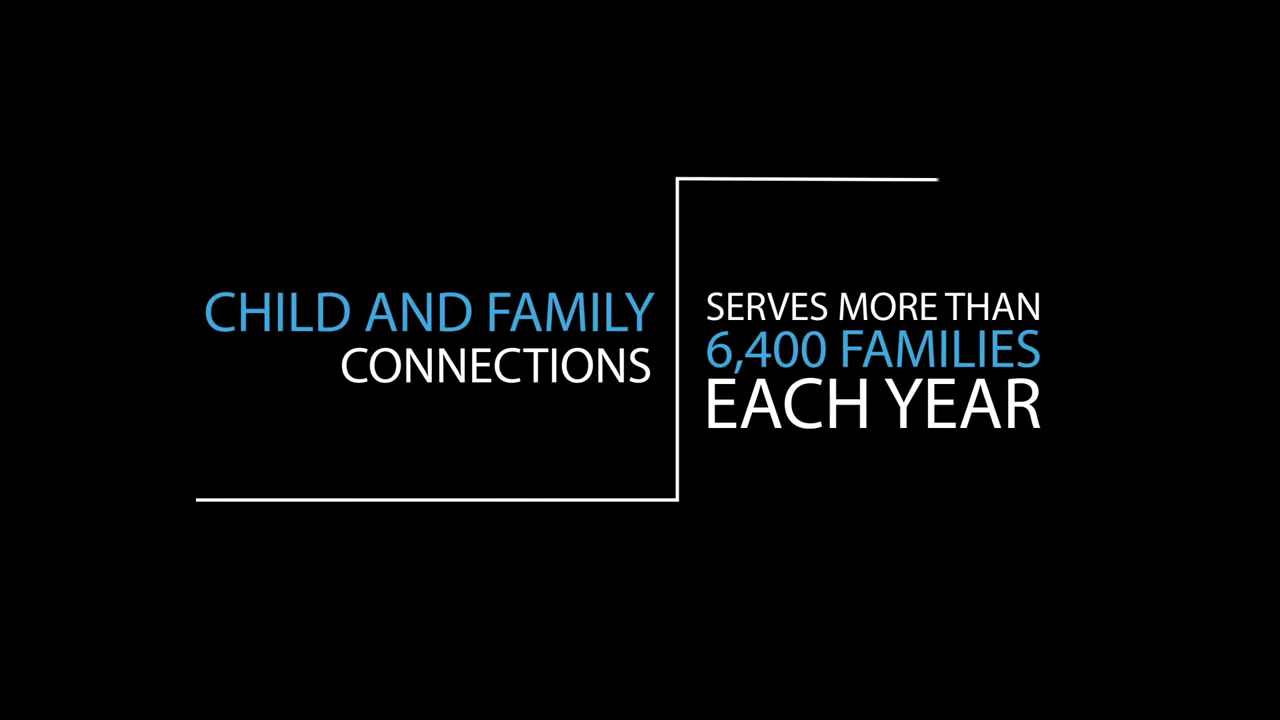 CHILD AND FAMILY
CONNECTIONS
SERVES MORE THAN
6,400 FAMILIES
EACH YEAR